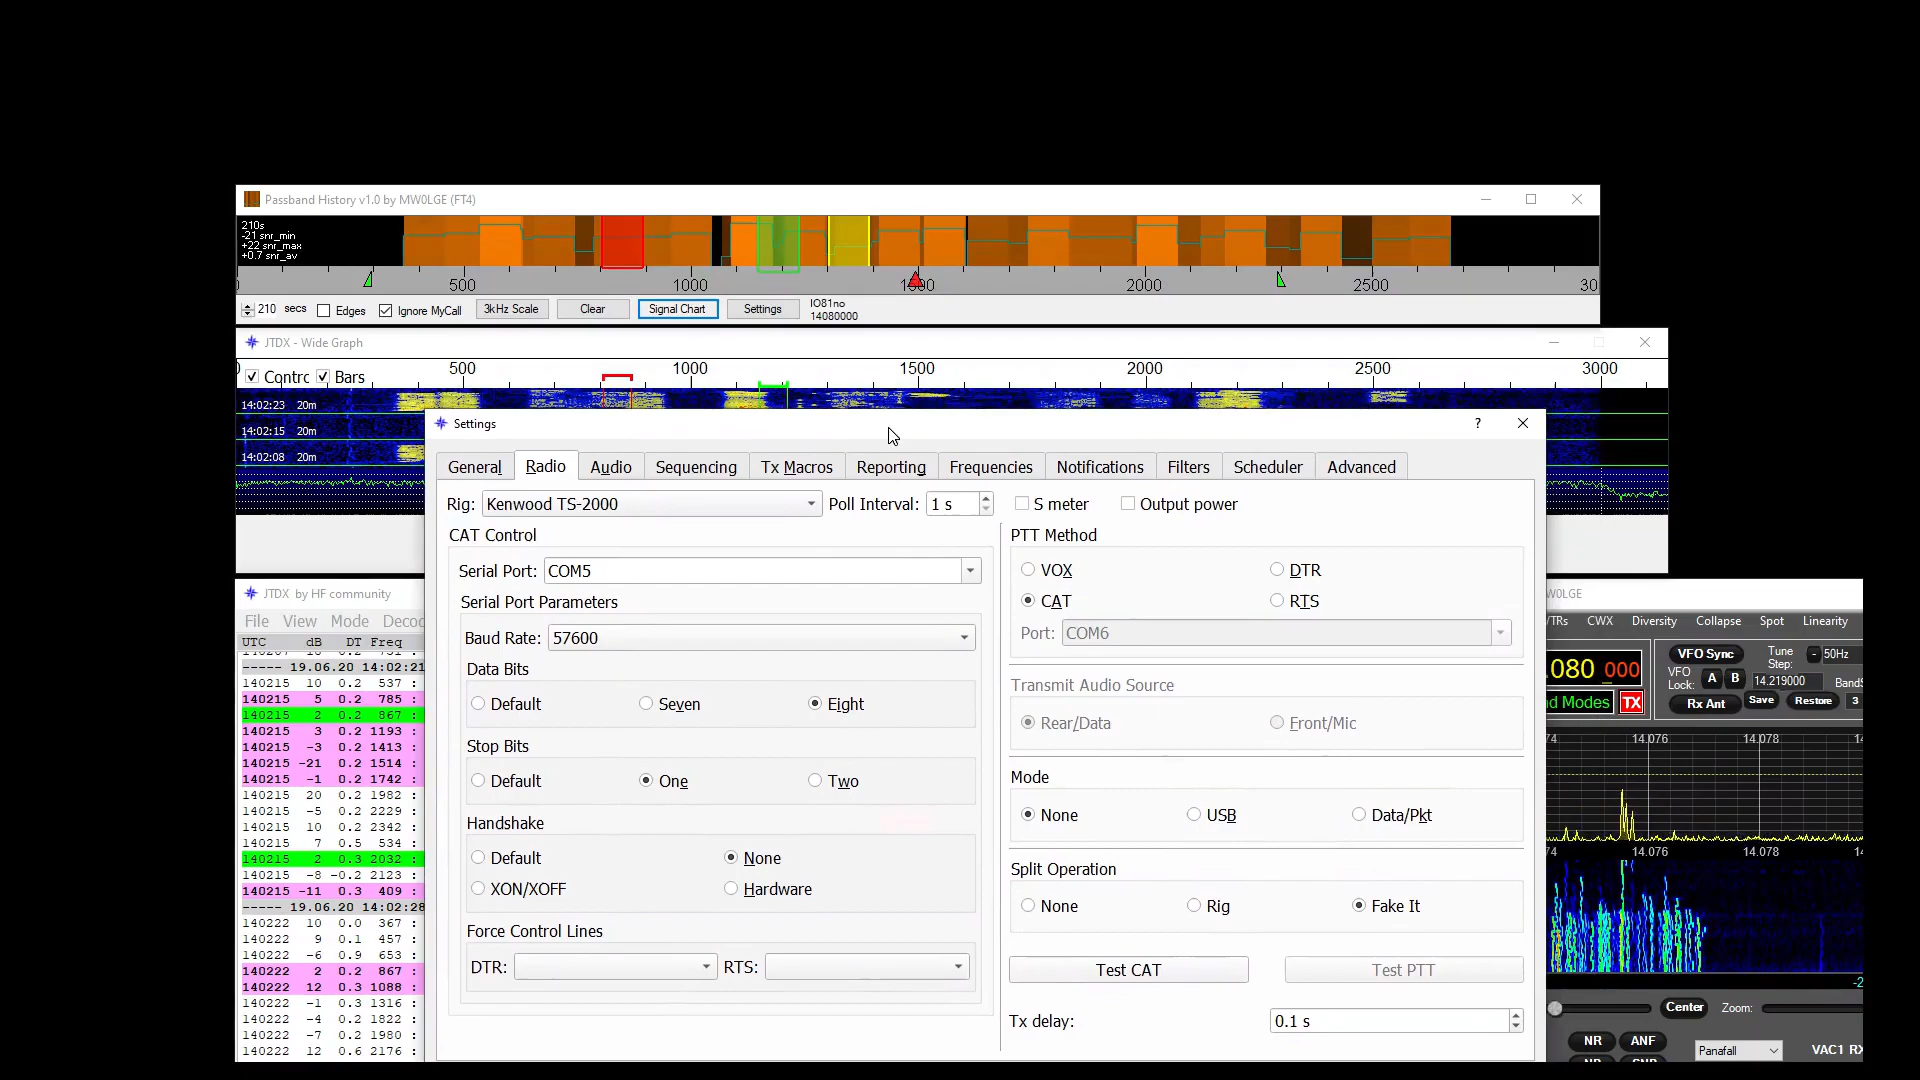 Passband History v1.0 by MW0LGE (FT4)
210s
-21 snr_min
+22 snr_max
+0.7 snr_av
500 1000 1500 2000 2500 30
210 secs Edges Ignore MyCall 3kHz Scale Clear Signal Chart Settings IO81no
14080000
JTDX - Wide Graph
500 1000 1500 2000 2500 3000
Contrc Bars
14:02:23 20m
14:02:15 20m
14:02:08 20m
Settings ?
General Radio Audio Sequencing Tx Macros Reporting Frequencies Notifications Filters Scheduler Advanced
Rig: Kenwood TS-2000 Poll Interval: 1 s S meter Output power
CAT Control
Serial Port: COM5
Serial Port Parameters
Baud Rate: 57600
Data Bits
Default Seven Eight
Stop Bits
Default One Two
Handshake
Default None
XON/XOFF Hardware
Force Control Lines
DTR: RTS:
PTT Method
VOX DTR
CAT RTS
Port: COM6
Transmit Audio Source
Rear/Data Front/Mic
Mode
None USB Data/Pkt
Split Operation
None Rig Fake It
Test CAT Test PTT
Tx delay: 0.1 s
JTDX by HF community
File View Mode Decod
UTC dB DT Freq
----- 19.06.20 14:02:21
140215 10 0.2 537 :
140215 5 0.2 785 :
140215 2 0.2 867 :
140215 3 0.2 1193 :
140215 -3 0.2 1413 :
140215 -21 0.2 1514 :
140215 -1 0.2 1742 :
140215 20 0.2 1982 :
140215 -5 0.2 2229 :
140215 10 0.2 2342 :
140215 7 0.5 534 :
140215 2 0.3 2032 :
140215 -8 -0.2 2123 :
140215 -11 0.3 409 :
----- 19.06.20 14:02:28
140222 10 0.0 367 :
140222 9 0.1 457 :
140222 -6 0.9 653 :
140222 2 0.2 867 :
140222 12 0.3 1088 :
140222 -1 0.3 1316 :
140222 -4 0.2 1822 :
140222 -7 0.2 1980 :
140222 12 0.6 2176 :
W0LGE
/TRs CWX Diversity Collapse Spot Linearity
.080 _000
nd Modes TX
VFO Sync Tune
Step: - 50Hz
VFO
Lock: A B 14.219000 BandS
Rx Ant Save Restore 3
74 14.076 14.078 14
74 14.076 14.078 14
-2
Center Zoom:
NR ANF
Panafall VAC1 RX